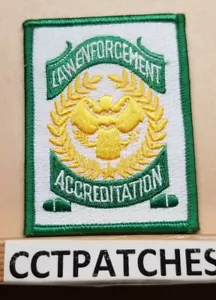 LAW ENFORCEMENT
ACCREDITATION
CCTPATCHES